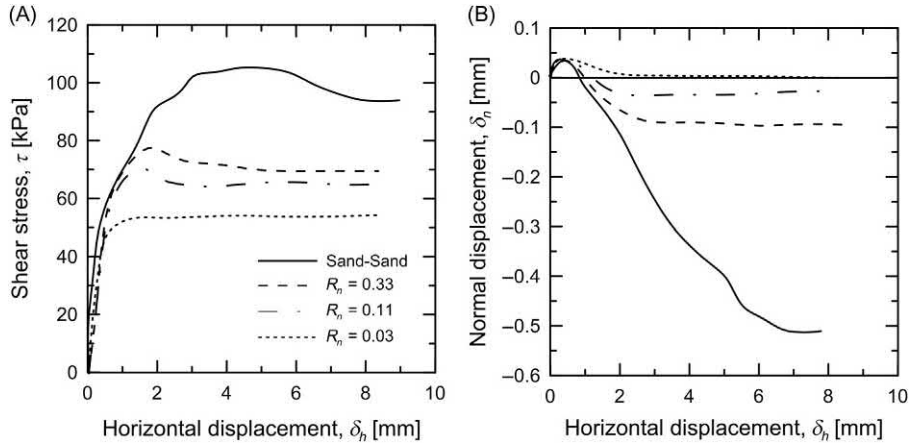 (A)
120
100
80
60
40
20
0
Shear stress, τ [kPa]
Sand-Sand
Rₙ = 0.33
Rₙ = 0.11
Rₙ = 0.03
0 2 4 6 8 10
Horizontal displacement, δₕ [mm]
(B)
0.1
0
–0.1
–0.2
–0.3
–0.4
–0.5
–0.6
Normal displacement, δₙ [mm]
0 2 4 6 8 10
Horizontal displacement, δₕ [mm]